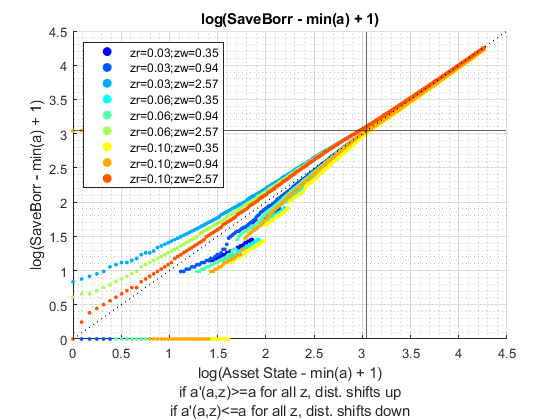 log(SaveBorr - min(a) + 1)
4.5
4
3.5
3
2.5
2
1.5
1
0.5
0
log(SaveBorr - min(a) + 1)
zr=0.03;zw=0.35
zr=0.03;zw=0.94
zr=0.03;zw=2.57
zr=0.06;zw=0.35
zr=0.06;zw=0.94
zr=0.06;zw=2.57
zr=0.10;zw=0.35
zr=0.10;zw=0.94
zr=0.10;zw=2.57
0 0.5 1 1.5 2 2.5 3 3.5 4 4.5
log(Asset State - min(a) + 1)
if a'(a,z)>=a for all z, dist. shifts up
if a'(a,z)<=a for all z, dist. shifts down